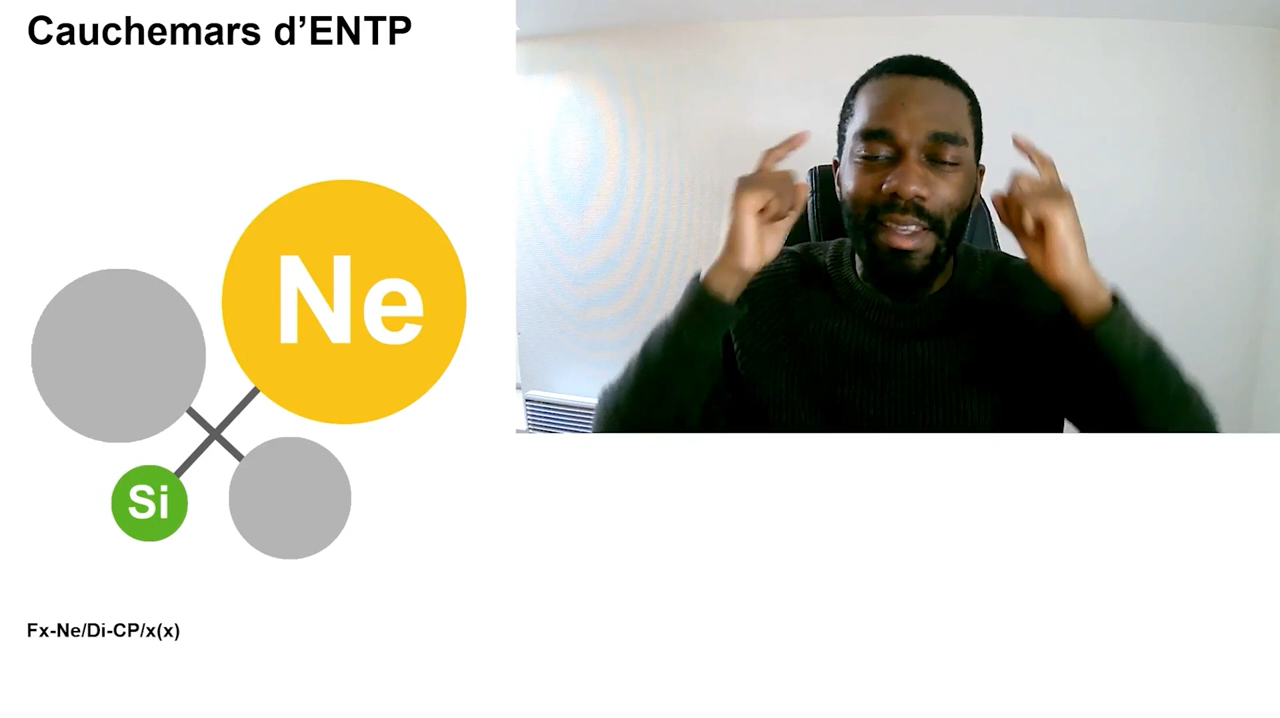 Cauchemars d’ENTP
Ne
Si
Fx-Ne/Di-CP/x(x)